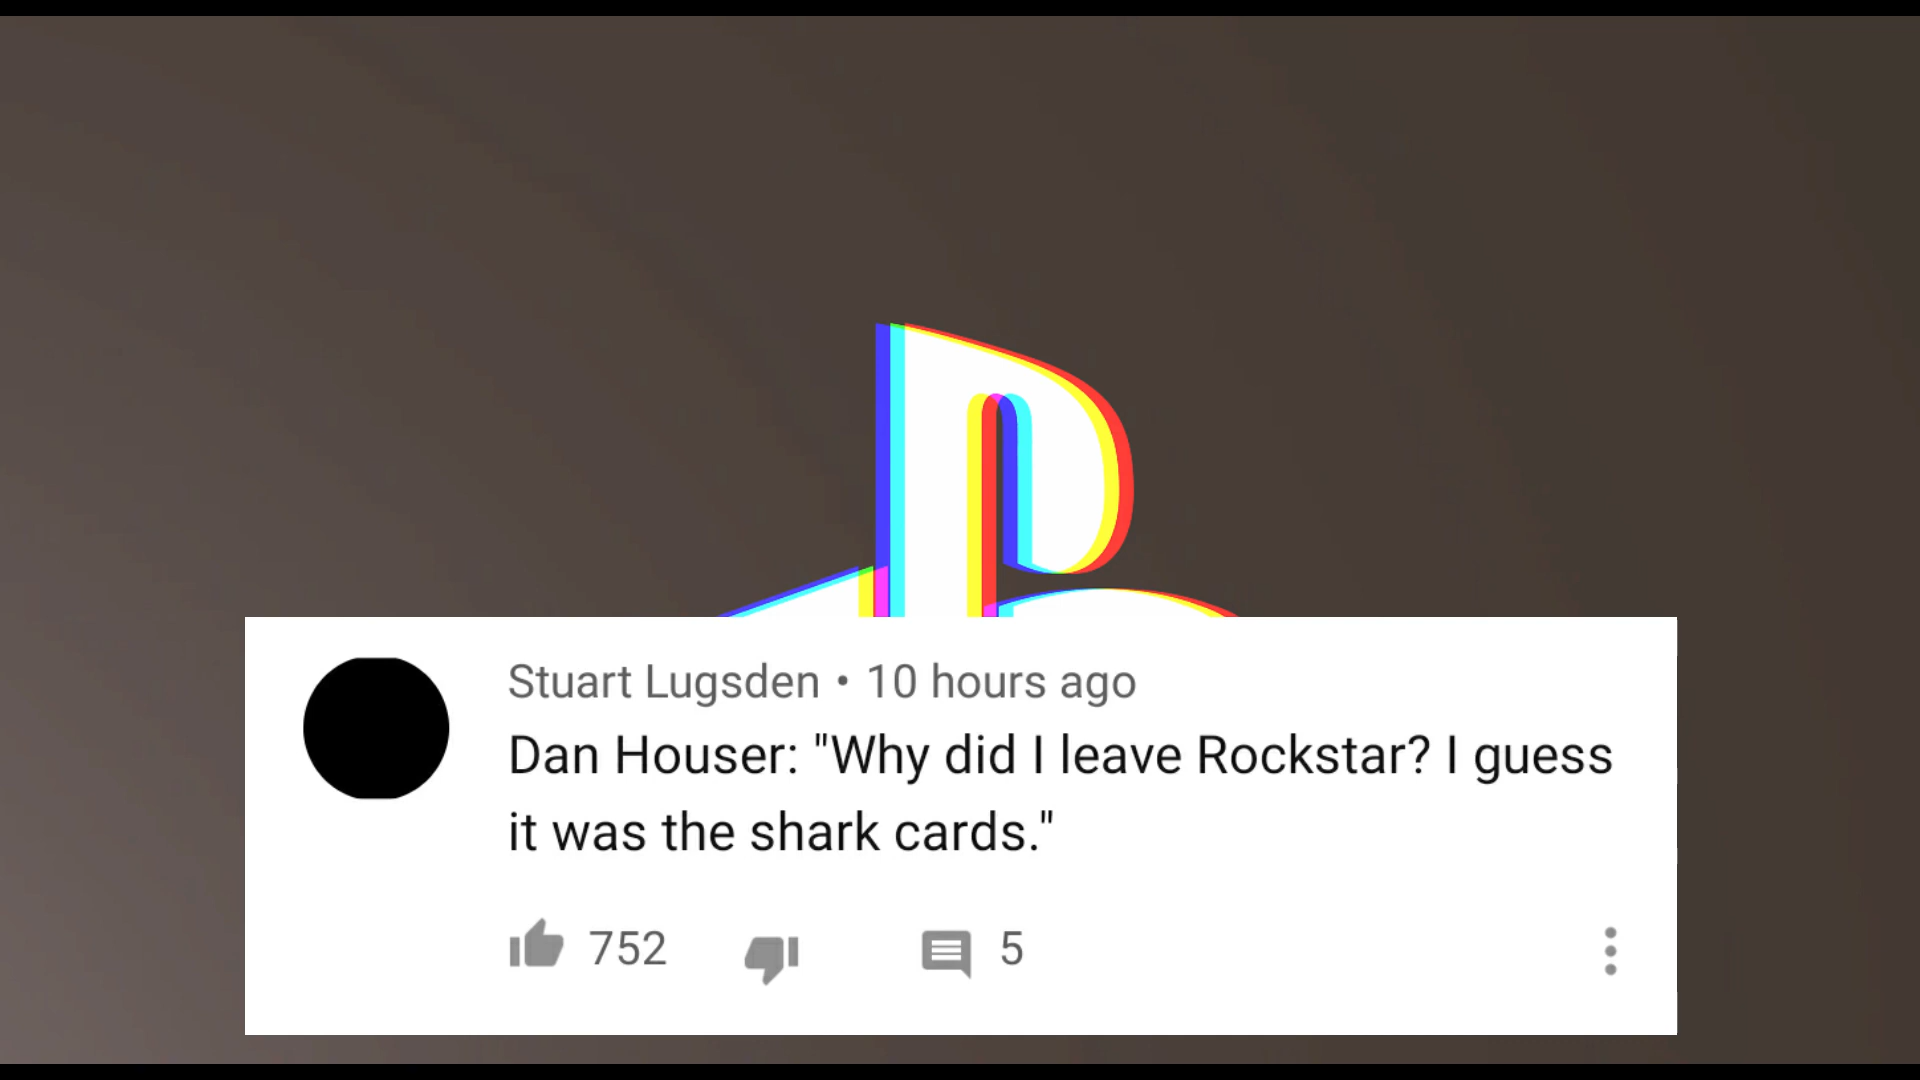 Stuart Lugsden • 10 hours ago
Dan Houser: "Why did I leave Rockstar? I guess
it was the shark cards."
752 5